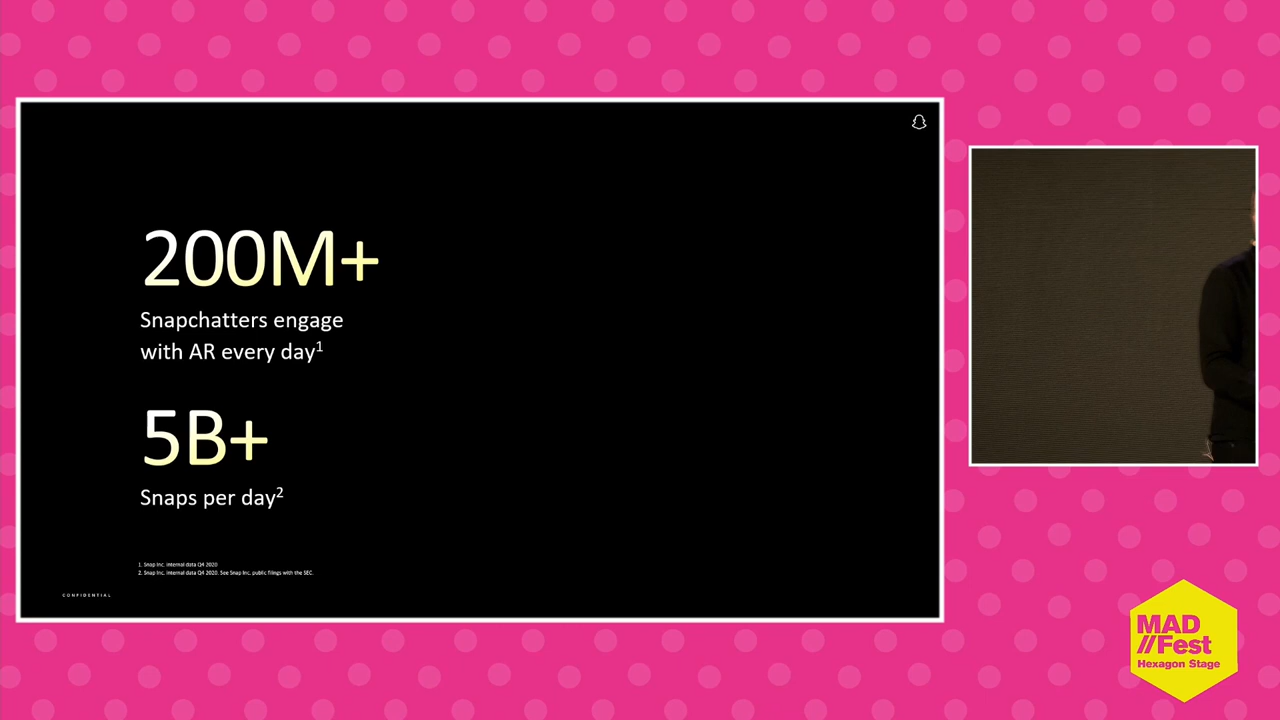 200M+
Snapchatters engage
with AR every day1
5B+
Snaps per day2
1. Snap Inc. internal data Q4 2020
2. Snap Inc. internal data Q4 2020. See Snap Inc. public filings with the SEC.
CONFIDENTIAL
MAD
//Fest
Hexagon Stage